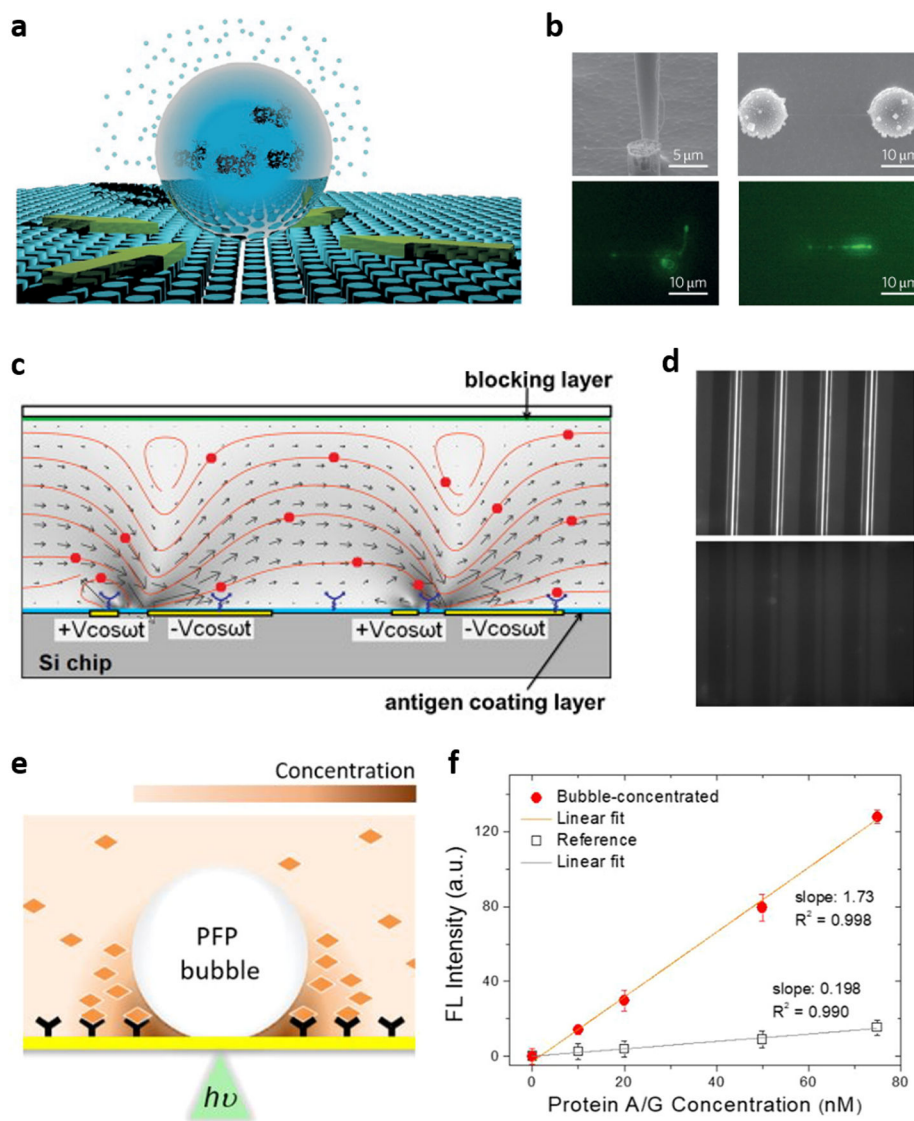 a
b
5 μm
10 μm
10 μm
10 μm
c
blocking layer
+Vcosωt
-Vcosωt
+Vcosωt
-Vcosωt
Si chip
antigen coating layer
d
e
Concentration
PFP
bubble
hυ
f
FL Intensity (a.u.)
120
80
40
0
Bubble-concentrated
Linear fit
Reference
Linear fit
slope: 1.73
R² = 0.998
slope: 0.198
R² = 0.990
0
20
40
60
80
Protein A/G Concentration (nM)